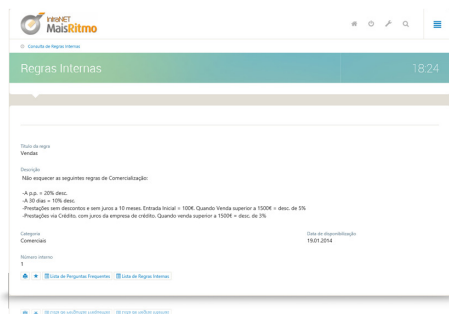 IntraNET
MaisRitmo
Consulta de Regras Internas
Regras Internas
18:24
Título da regra
Vendas
Descrição
Não esquecer as seguintes regras de Comercialização:
-A p.p. = 20% desc.
-A 30 dias = 10% desc.
-Prestações sem descontos e sem juros a 10 meses. Entrada Inicial = 100€. Quando Venda superior a 1500€ = desc. de 5%
-Prestações via Crédito, com juros da empresa de crédito. Quando venda superior a 1500€ = desc. de 3%
Categoria
Comerciais
Data de disponibilização
19.01.2014
Número interno
1
Lista de Perguntas Frequentes
Lista de Regras Internas